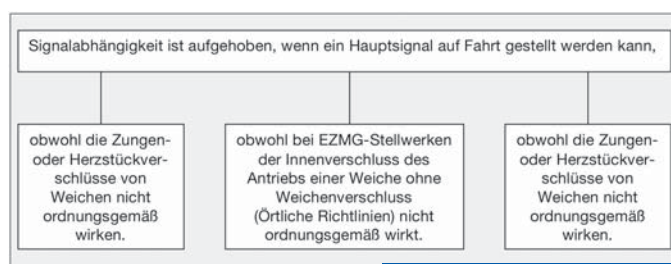 Signalabhängigkeit ist aufgehoben, wenn ein Hauptsignal auf Fahrt gestellt werden kann,
obwohl die Zungen-
oder Herzstückver-
schlüsse von
Weichen nicht
ordnungsgemäß
wirken.
obwohl bei EZMG-Stellwerken
der Innenverschluss des
Antriebs einer Weiche ohne
Weichenverschluss
(Örtliche Richtlinien) nicht
ordnungsgemäß wirkt.
obwohl die Zungen-
oder Herzstückver-
schlüsse von
Weichen nicht
ordnungsgemäß
wirken.